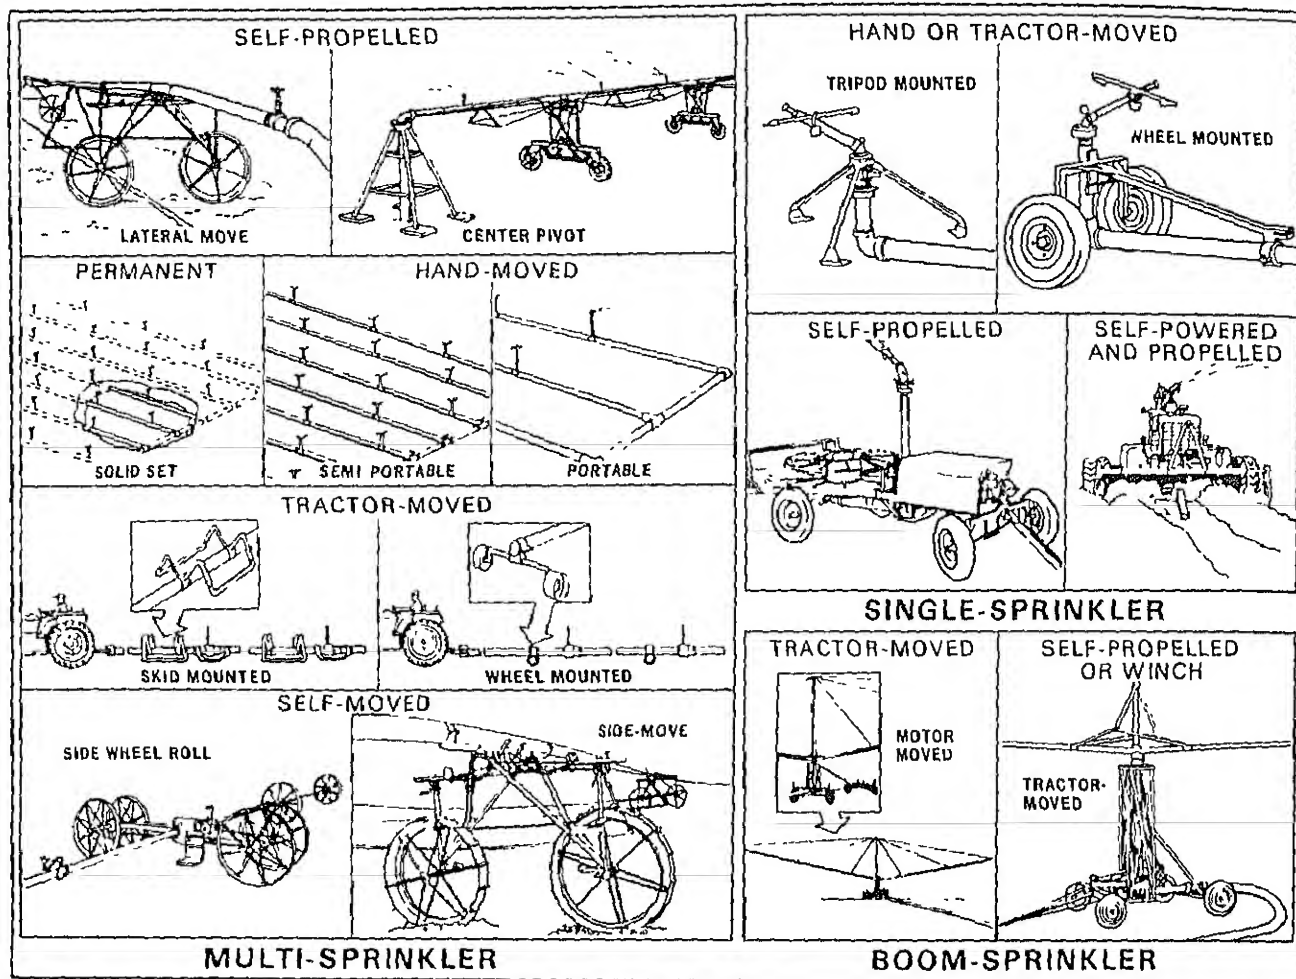 SELF-PROPELLED
LATERAL MOVE
CENTER PIVOT
PERMANENT
HAND-MOVED
SOLID SET
SEMI PORTABLE
PORTABLE
TRACTOR-MOVED
SKID MOUNTED
WHEEL MOUNTED
SELF-MOVED
SIDE WHEEL ROLL
SIDE-MOVE
MULTI-SPRINKLER
HAND OR TRACTOR-MOVED
TRIPOD MOUNTED
WHEEL MOUNTED
SELF-PROPELLED
SELF-POWERED
AND PROPELLED
SINGLE-SPRINKLER
TRACTOR-MOVED
MOTOR
MOVED
SELF-PROPELLED
OR WINCH
TRACTOR-
MOVED
BOOM-SPRINKLER